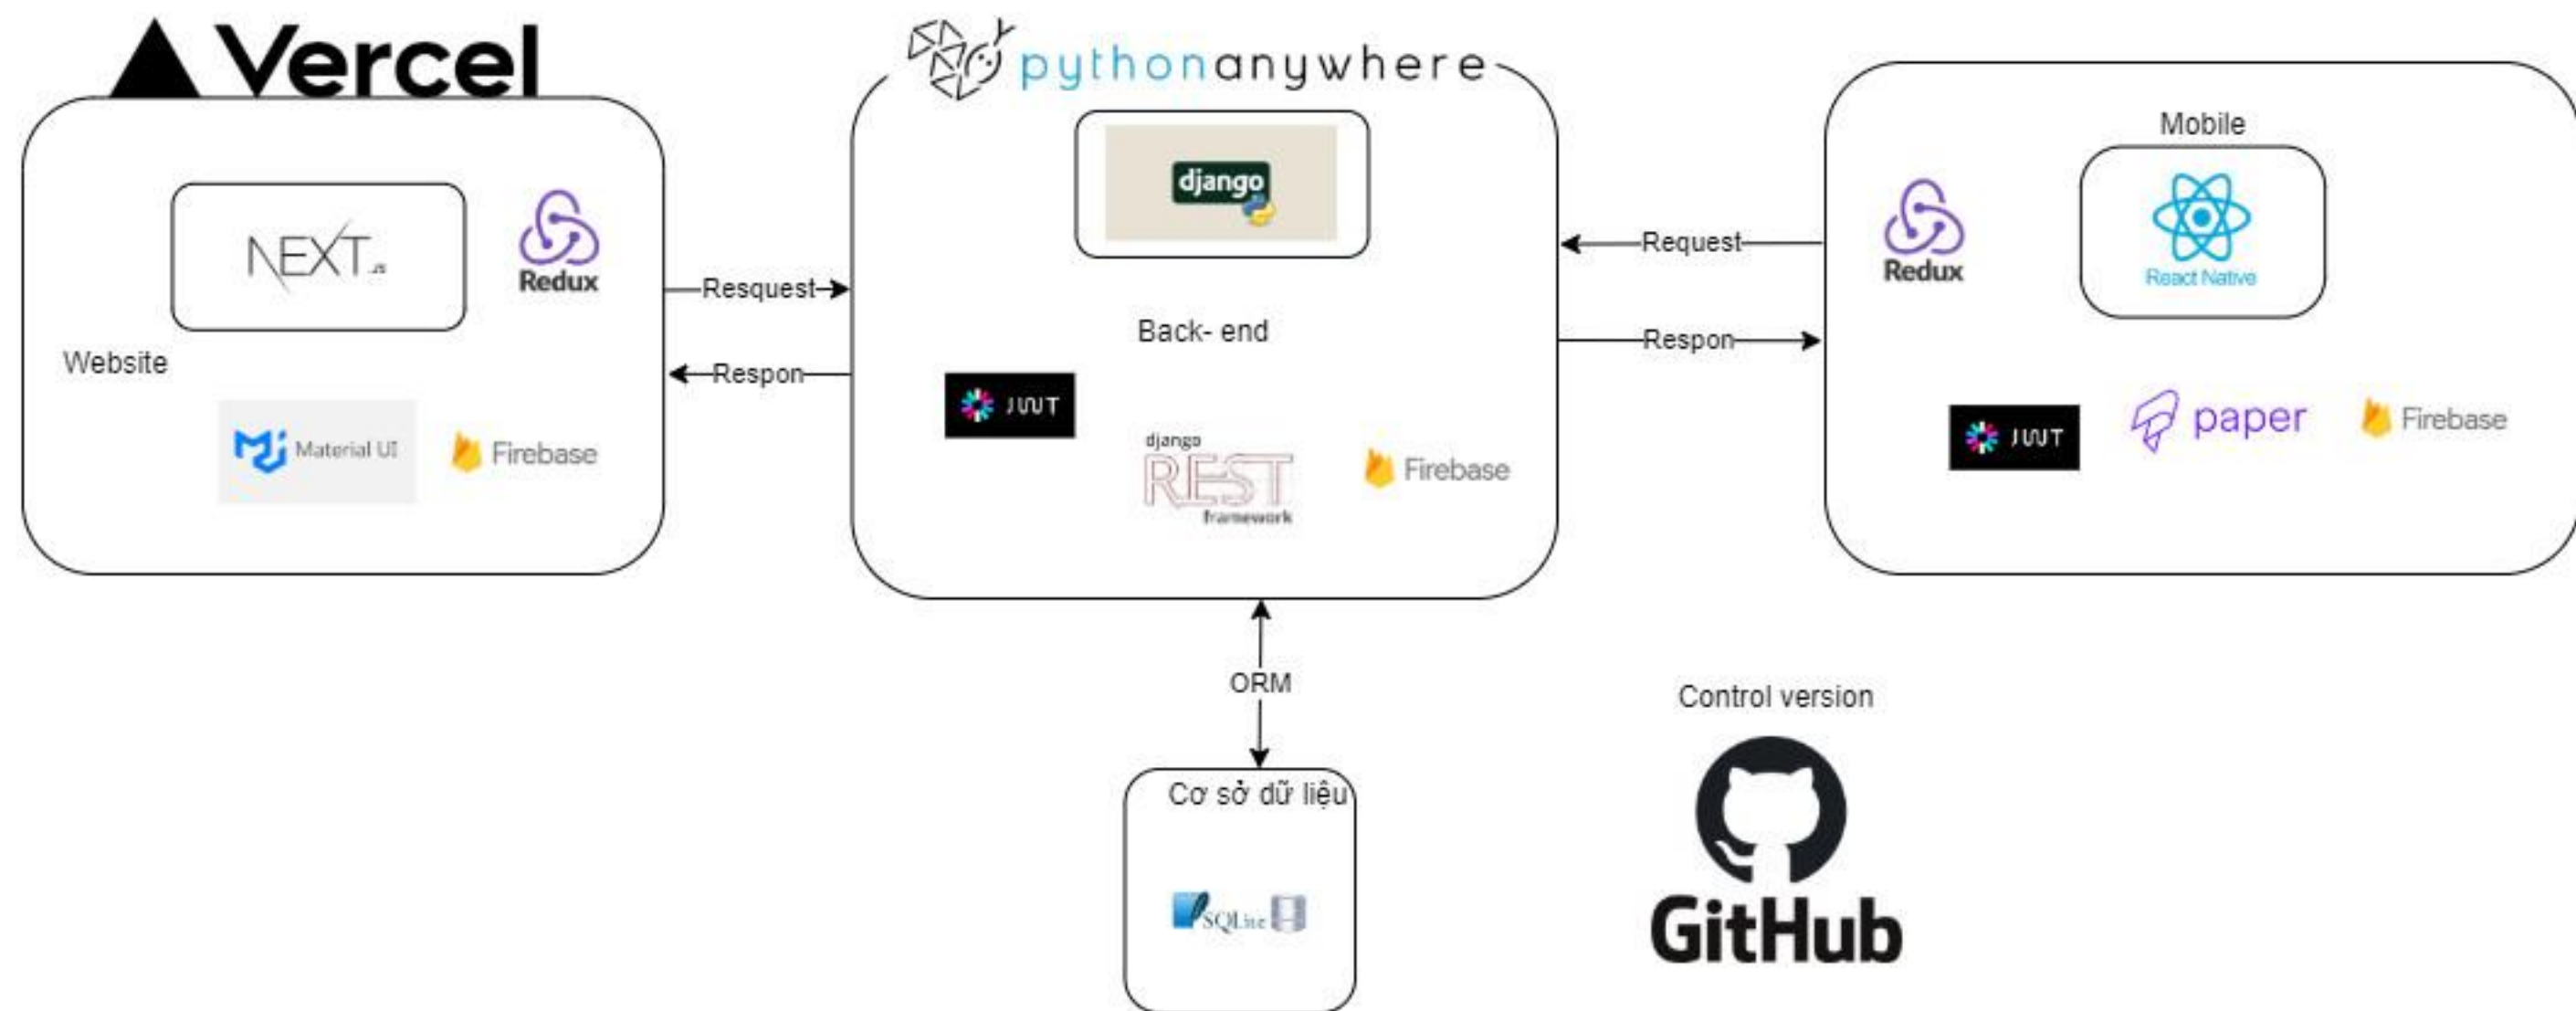 Vercel
NEXT.JS
Redux
Website
Material UI
Firebase
Resquest
Respon
pythonanywhere
django
Back- end
JWT
django
REST
framework
Firebase
Request
Respon
Mobile
Redux
React Native
JWT
paper
Firebase
ORM
Cơ sở dữ liệu
SQLite
Control version
GitHub